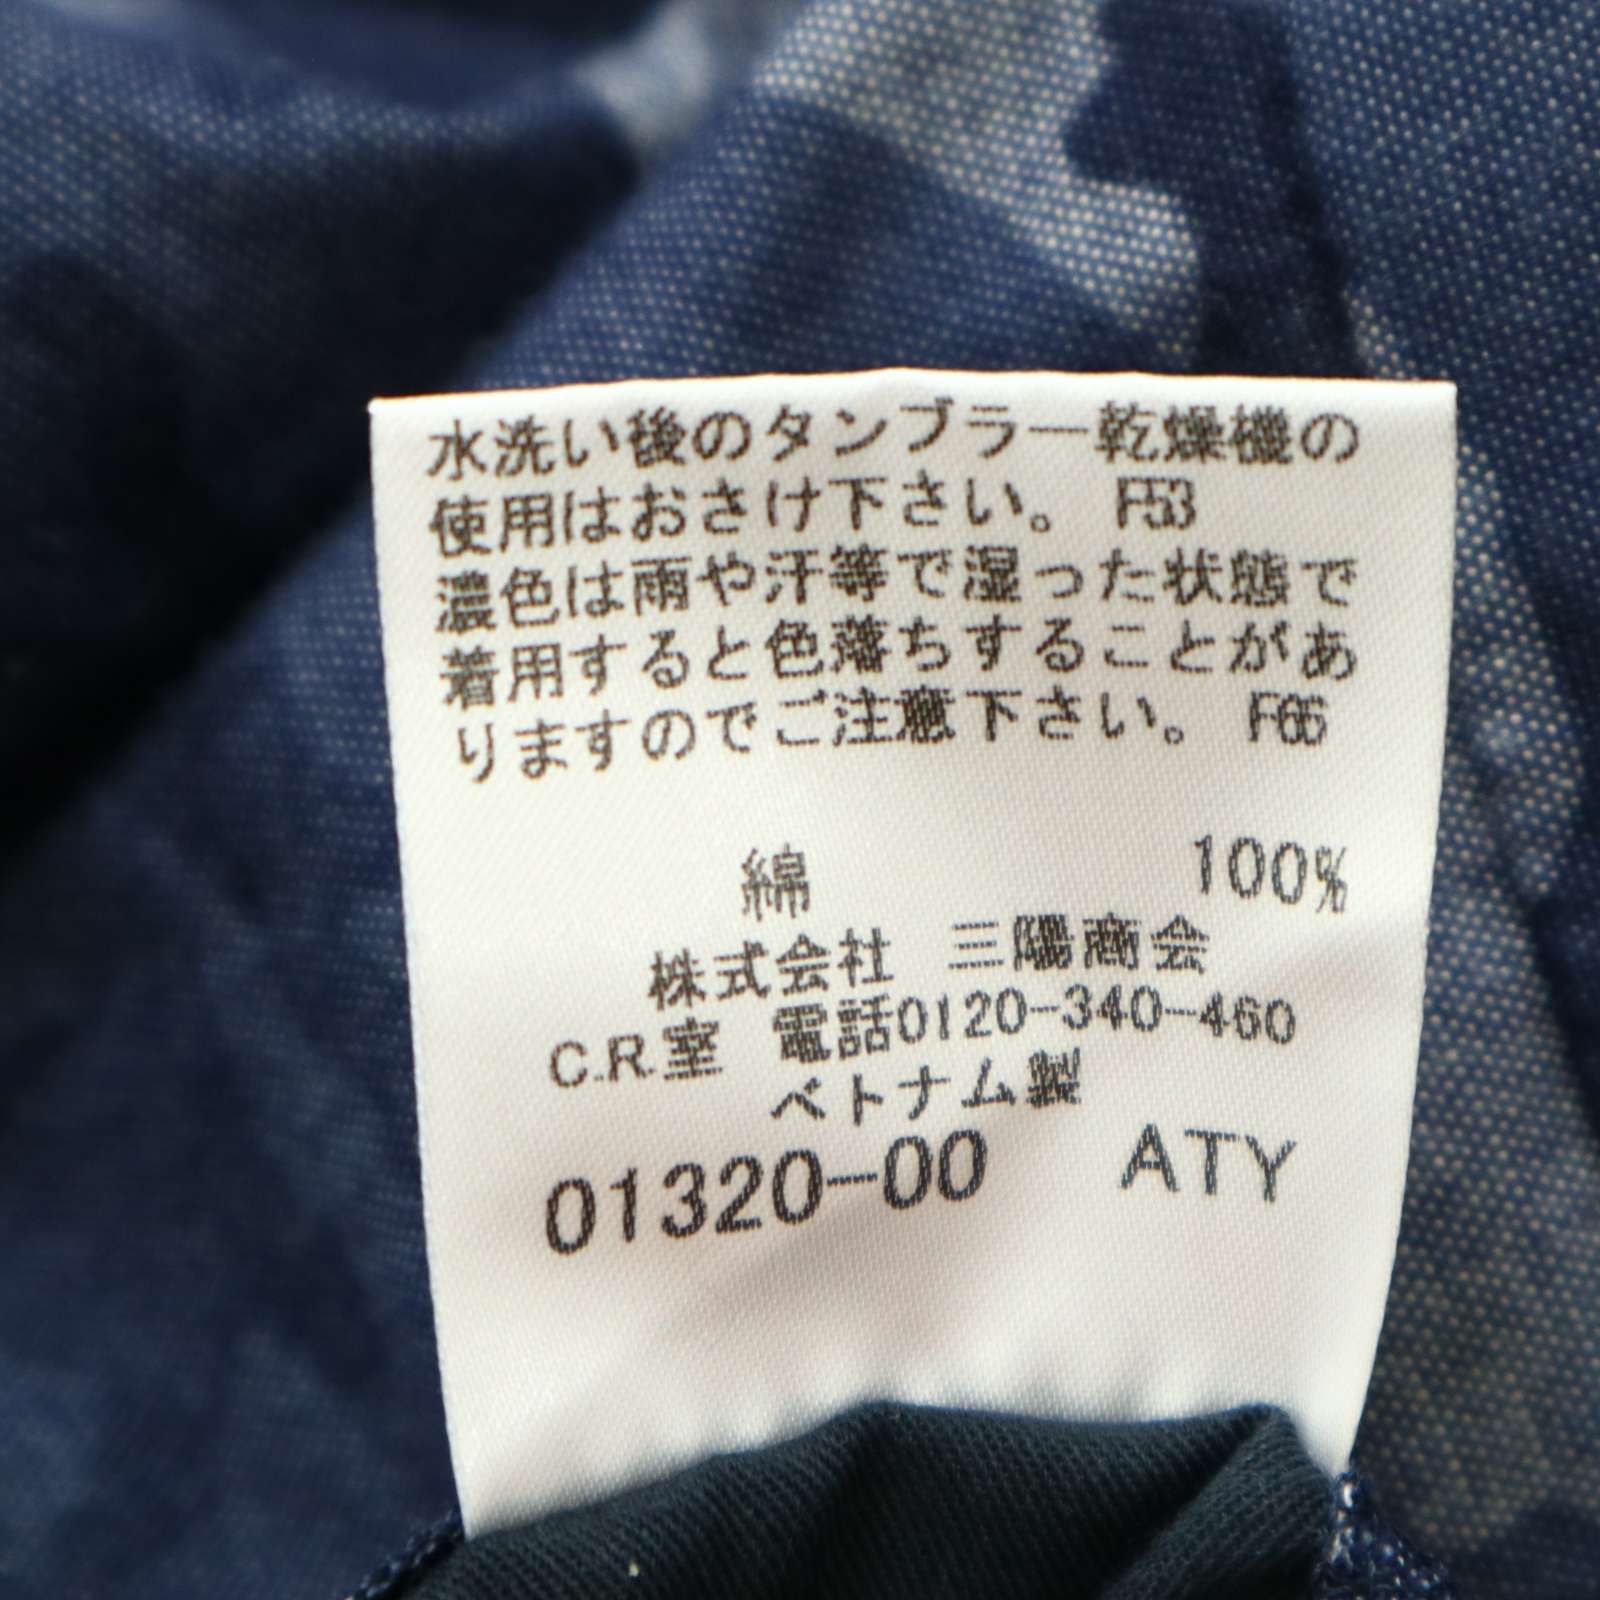 水洗い後のタンブラー乾燥機の
使用はおさけ下さい。 F53
濃色は雨や汗等で湿った状態で
着用すると色落ちすることがあ
りますのでご注意下さい。 F66
綿 100%
株式会社 三陽商会
C.R.室 電話0120-340-460
ベトナム製
01320-00 ATY